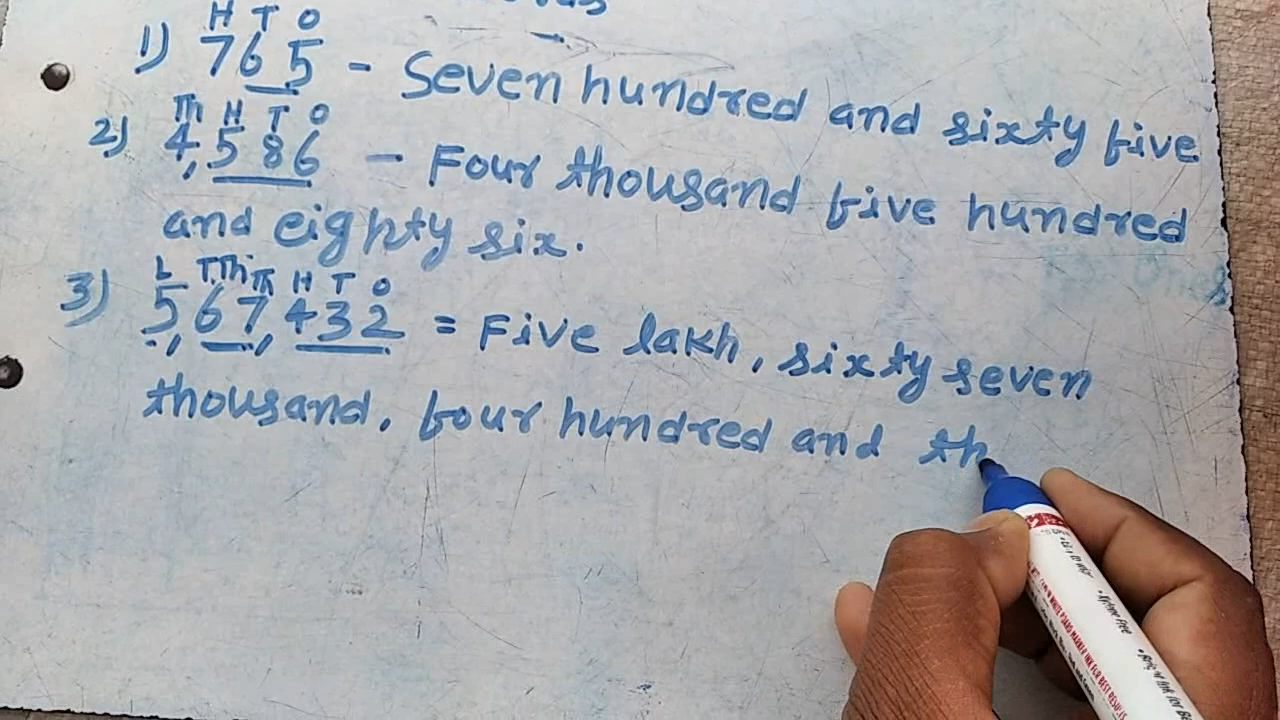 H T O
1) 765 - Seven hundred and sixty five
Th H T O
2) 4,586 - Four thousand five hundred
and eighty six.
L TTh Th H T O
3) 5,67,432 = Five lakh, sixty seven
thousand, four hundred and th